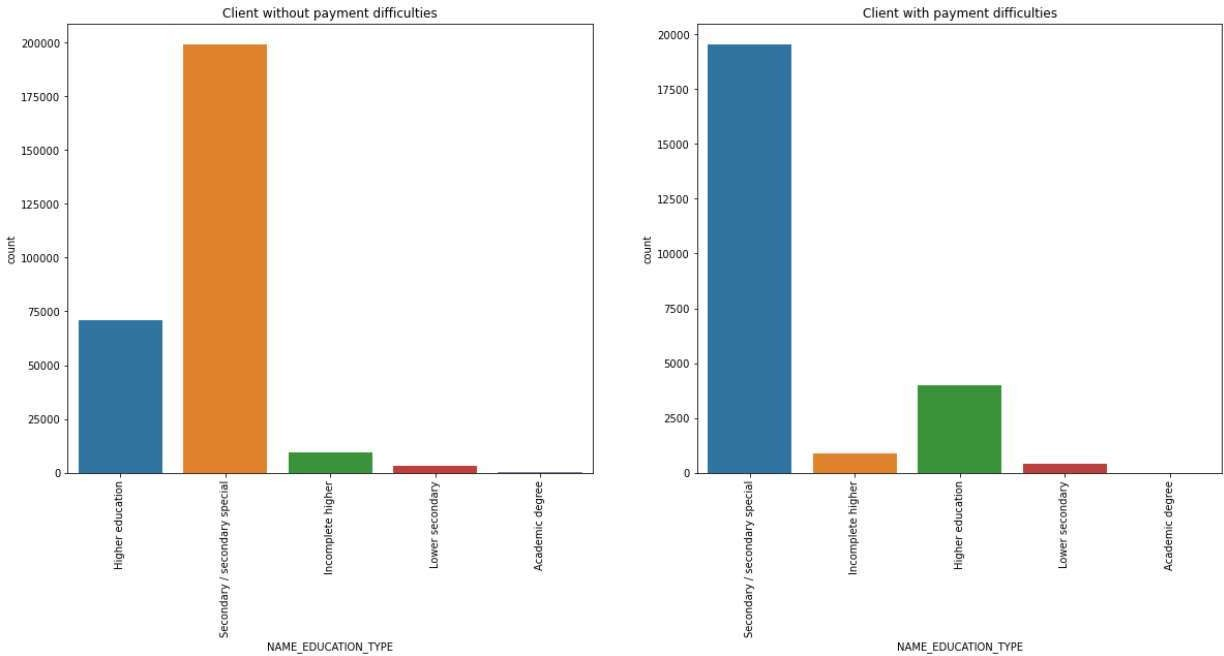 Client without payment difficulties
200000
175000
150000
125000
100000
75000
50000
25000
0
count
Higher education
Secondary / secondary special
Incomplete higher
Lower secondary
Academic degree
NAME_EDUCATION_TYPE
Client with payment difficulties
20000
17500
15000
12500
10000
7500
5000
2500
0
count
Secondary / secondary special
Incomplete higher
Higher education
Lower secondary
Academic degree
NAME_EDUCATION_TYPE